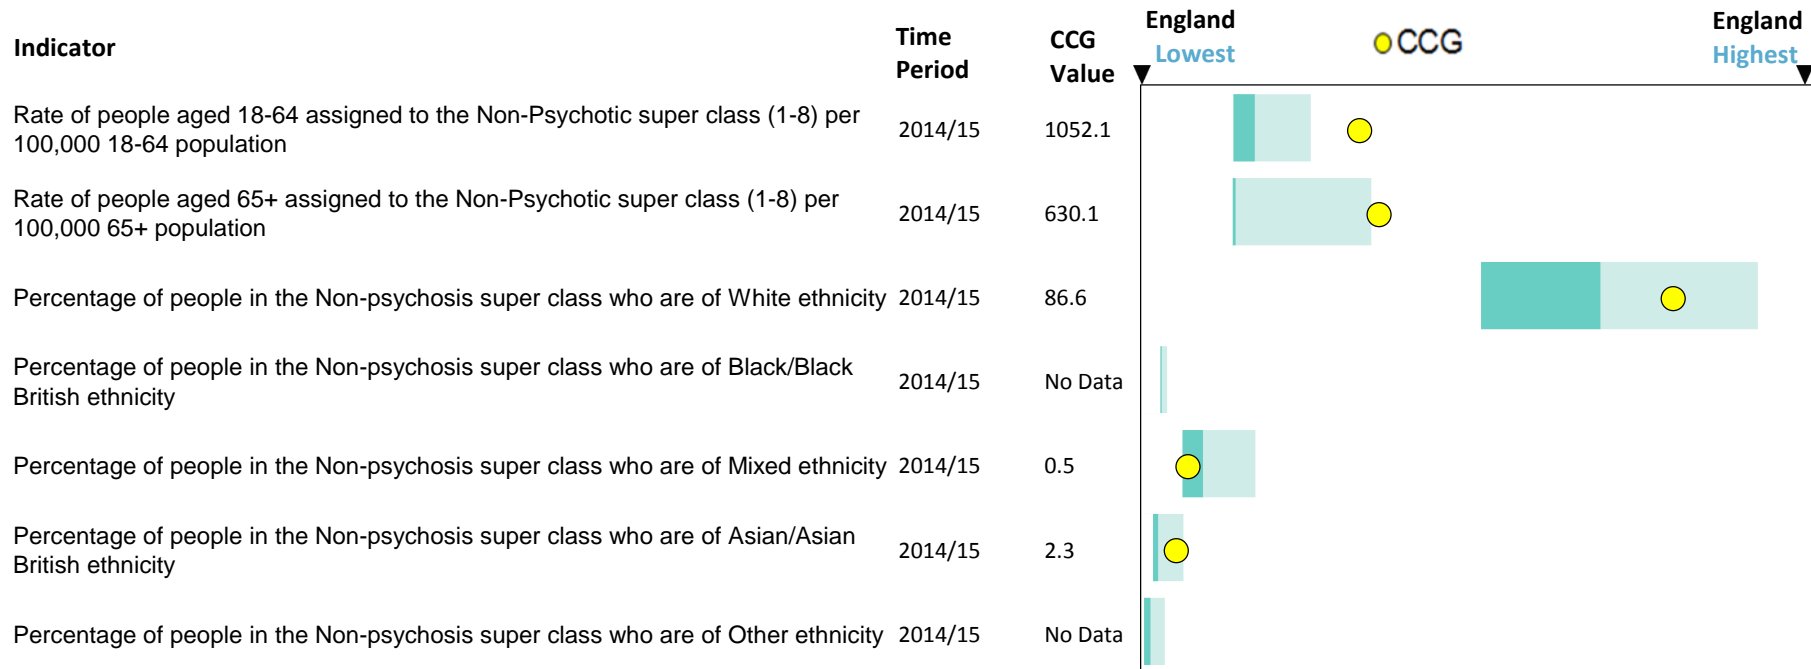 Indicator
Time
Period
CCG
Value
England
Lowest
CCG
England
Highest
Rate of people aged 18-64 assigned to the Non-Psychotic super class (1-8) per
100,000 18-64 population
2014/15
1052.1
Rate of people aged 65+ assigned to the Non-Psychotic super class (1-8) per
100,000 65+ population
2014/15
630.1
Percentage of people in the Non-psychosis super class who are of White ethnicity
2014/15
86.6
Percentage of people in the Non-psychosis super class who are of Black/Black
British ethnicity
2014/15
No Data
Percentage of people in the Non-psychosis super class who are of Mixed ethnicity
2014/15
0.5
Percentage of people in the Non-psychosis super class who are of Asian/Asian
British ethnicity
2014/15
2.3
Percentage of people in the Non-psychosis super class who are of Other ethnicity
2014/15
No Data